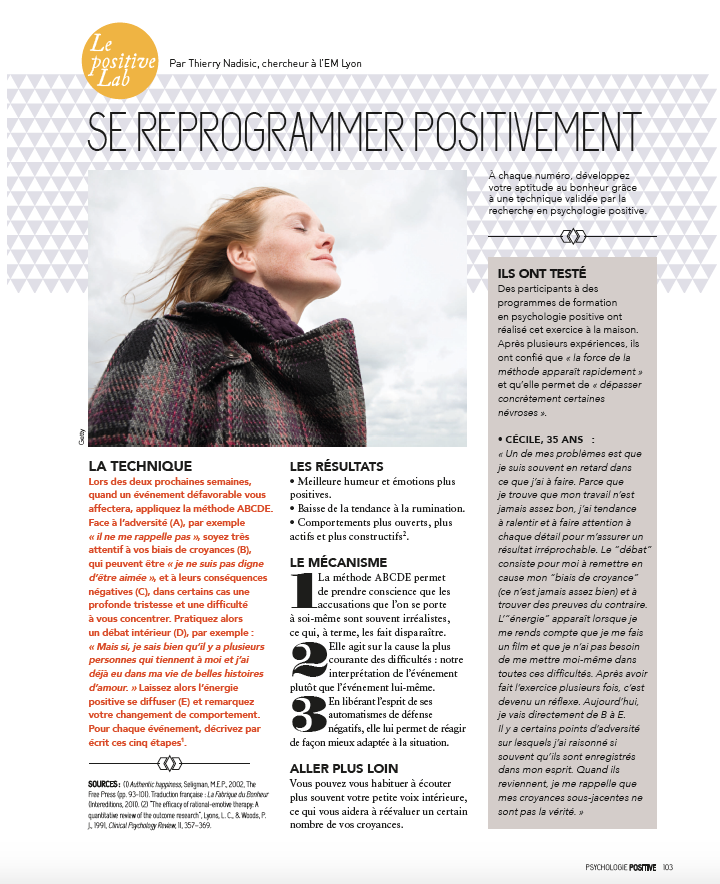 Le
positive
Lab
Par Thierry Nadisic, chercheur à l'EM Lyon
SE REPROGRAMMER POSITIVEMENT
À chaque numéro, développez
votre aptitude au bonheur grâce
à une technique validée par la
recherche en psychologie positive.
Getty
LA TECHNIQUE
Lors des deux prochaines semaines,
quand un événement défavorable vous
affectera, appliquez la méthode ABCDE.
Face à l'adversité (A), par exemple
« il ne me rappelle pas », soyez très
attentif à vos biais de croyances (B),
qui peuvent être « je ne suis pas digne
d'être aimée », et à leurs conséquences
négatives (C), dans certains cas une
profonde tristesse et une difficulté
à vous concentrer. Pratiquez alors
un débat intérieur (D), par exemple :
« Mais si, je sais bien qu'il y a plusieurs
personnes qui tiennent à moi et j'ai
déjà eu dans ma vie de belles histoires
d'amour. » Laissez alors l'énergie
positive se diffuser (E) et remarquez
votre changement de comportement.
Pour chaque événement, décrivez par
écrit ces cinq étapes¹.
SOURCES : (1) Authentic happiness, Seligman, M.E.P., 2002, The
Free Press (pp. 93-101). Traduction française : La Fabrique du Bonheur
(Intereditions, 2011). (2) "The efficacy of rational-emotive therapy: A
quantitative review of the outcome research", Lyons, L. C., & Woods, P.
J., 1991, Clinical Psychology Review, 11, 357-369.
LES RÉSULTATS
• Meilleure humeur et émotions plus
positives.
• Baisse de la tendance à la rumination.
• Comportements plus ouverts, plus
actifs et plus constructifs².
LE MÉCANISME
1 La méthode ABCDE permet
de prendre conscience que les
accusations que l'on se porte
à soi-même sont souvent irréalistes,
ce qui, à terme, les fait disparaître.
2 Elle agit sur la cause la plus
courante des difficultés : notre
interprétation de l'événement
plutôt que l'événement lui-même.
3 En libérant l'esprit de ses
automatismes de défense
négatifs, elle lui permet de réagir
de façon mieux adaptée à la situation.
ALLER PLUS LOIN
Vous pouvez vous habituer à écouter
plus souvent votre petite voix intérieure,
ce qui vous aidera à réévaluer un certain
nombre de vos croyances.
ILS ONT TESTÉ
Des participants à des
programmes de formation
en psychologie positive ont
réalisé cet exercice à la maison.
Après plusieurs expériences, ils
ont confié que « la force de la
méthode apparaît rapidement »
et qu'elle permet de « dépasser
concrètement certaines
névroses ».
• CÉCILE, 35 ANS :
« Un de mes problèmes est que
je suis souvent en retard dans
ce que j'ai à faire. Parce que
je trouve que mon travail n'est
jamais assez bon, j'ai tendance
à ralentir et à faire attention à
chaque détail pour m'assurer un
résultat irréprochable. Le "débat"
consiste pour moi à remettre en
cause mon "biais de croyance"
(ce n'est jamais assez bien) et à
trouver des preuves du contraire.
L'"énergie" apparaît lorsque je
me rends compte que je me fais
un film et que je n'ai pas besoin
de me mettre moi-même dans
toutes ces difficultés. Après avoir
fait l'exercice plusieurs fois, c'est
devenu un réflexe. Aujourd'hui,
je vais directement de B à E.
Il y a certains points d'adversité
sur lesquels j'ai raisonné si
souvent qu'ils sont enregistrés
dans mon esprit. Quand ils
reviennent, je me rappelle que
mes croyances sous-jacentes ne
sont pas la vérité. »
PSYCHOLOGIE POSITIVE 103